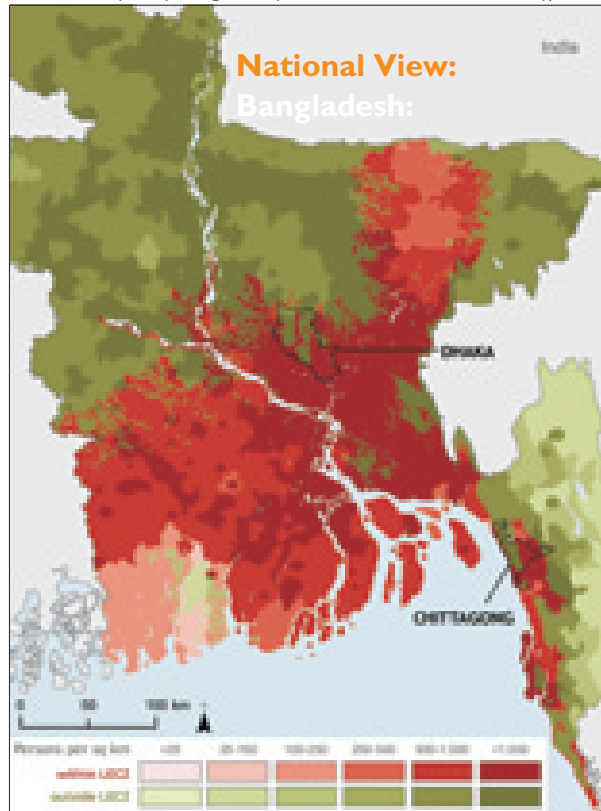 India
National View:
Bangladesh:
DHAKA
CHITTAGONG
0 50 100 km
Persons per sq km <25 25-100 100-250 250-500 500-1,000 >1,000
within LECZ
outside LECZ